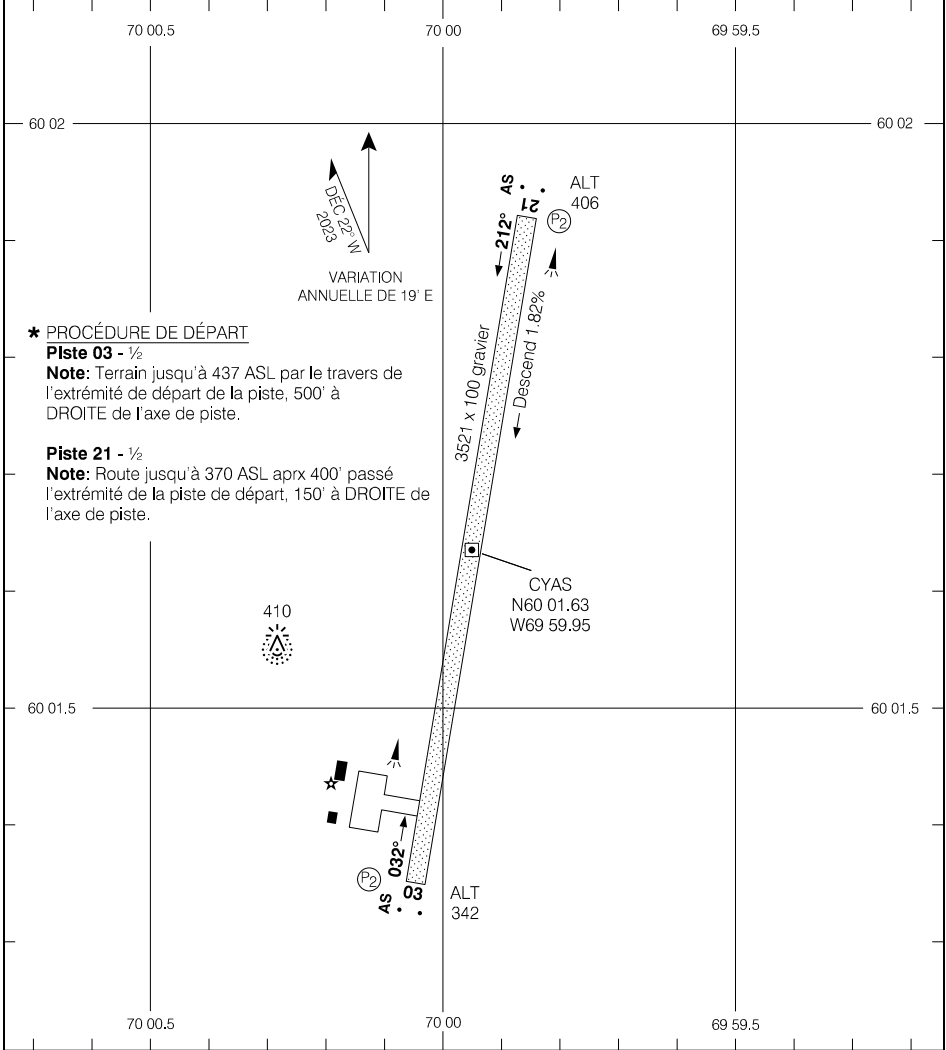 70 00.5
70 00
69 59.5
60 02
60 02
AS
21
ALT
406
P2
212°
DÉC 22° W
2023
VARIATION
ANNUELLE DE 19' E
3521 x 100 gravier
Descend 1.82%
* PROCÉDURE DE DÉPART
Piste 03 - ½
Note: Terrain jusqu'à 437 ASL par le travers de
l'extrémité de départ de la piste, 500' à
DROITE de l'axe de piste.
Piste 21 - ½
Note: Route jusqu'à 370 ASL aprx 400' passé
l'extrémité de la piste de départ, 150' à DROITE de
l'axe de piste.
CYAS
N60 01.63
W69 59.95
410
60 01.5
60 01.5
032°
P2
AS
03
ALT
342
70 00.5
70 00
69 59.5